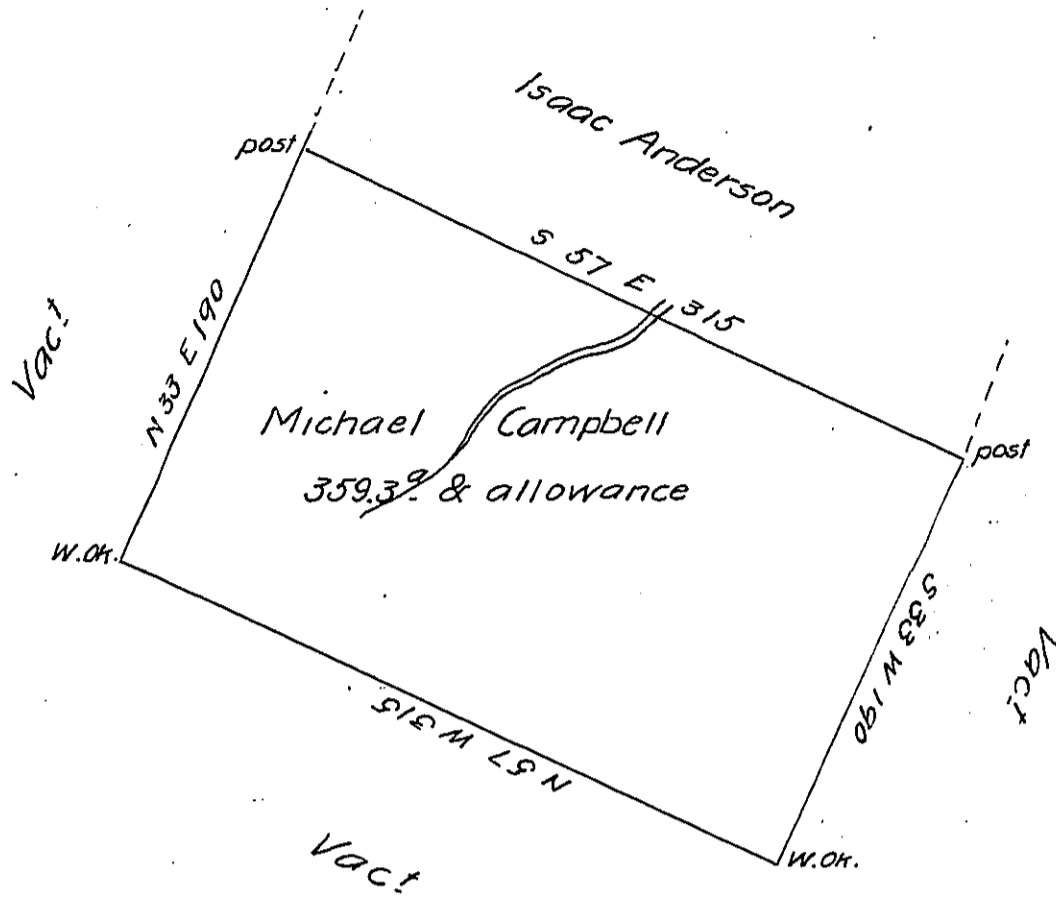 Isaac Anderson
post
S 57 E 315
Vac.t
N 33 E 190
Michael Campbell
359.3a. & allowance
post
W.OK.
S 33 W 190
Vac.t
N 57 W 315
W.OK.
Vac.t